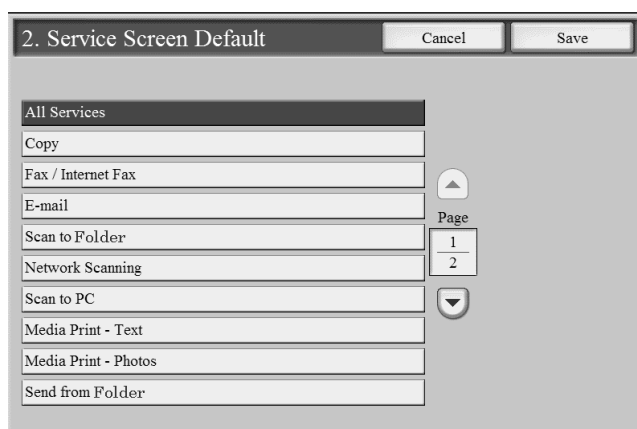 2. Service Screen Default
Cancel
Save
All Services
Copy
Fax / Internet Fax
E-mail
Scan to Folder
Network Scanning
Scan to PC
Media Print - Text
Media Print - Photos
Send from Folder
Page
1
2